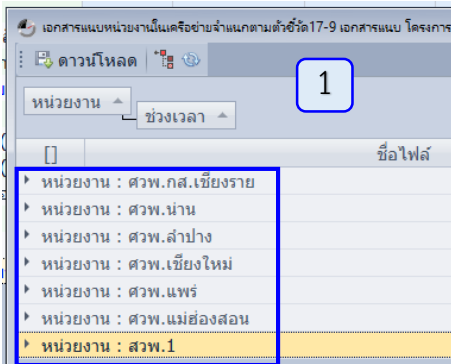 เอกสารแนบหน่วยงานในเครือข่ายจำแนกตามตัวชี้วัด17-9 เอกสารแนบ โครงการ
ดาวน์โหลด
1
หน่วยงาน
ช่วงเวลา
[] ชื่อไฟล์
หน่วยงาน : ศวพ.กส.เชียงราย
หน่วยงาน : ศวพ.น่าน
หน่วยงาน : ศวพ.ลำปาง
หน่วยงาน : ศวพ.เชียงใหม่
หน่วยงาน : ศวพ.แพร่
หน่วยงาน : ศวพ.แม่ฮ่องสอน
หน่วยงาน : สวพ.1